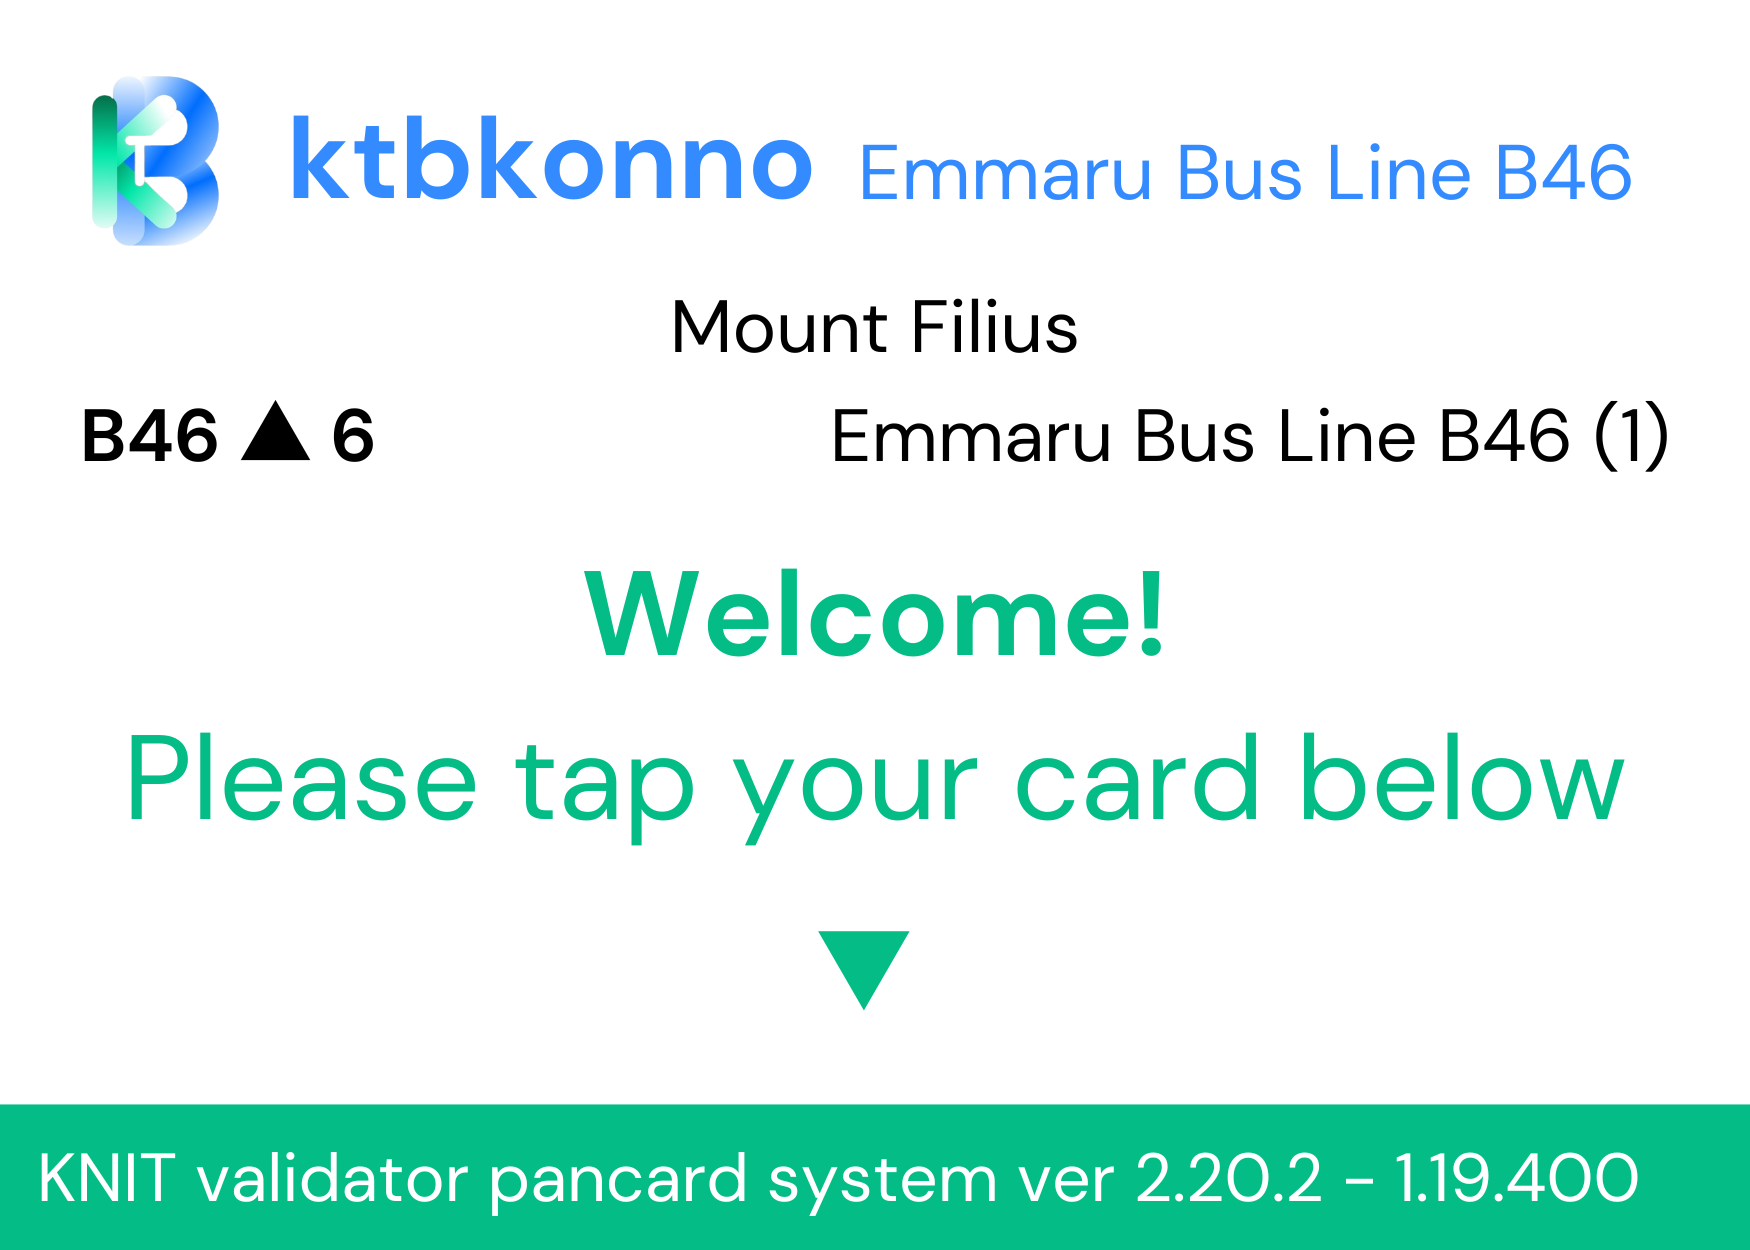 ktbkonno Emmaru Bus Line B46
Mount Filius
B46 ▲ 6 Emmaru Bus Line B46 (1)
Welcome!
Please tap your card below
▼
KNIT validator pancard system ver 2.20.2 - 1.19.400